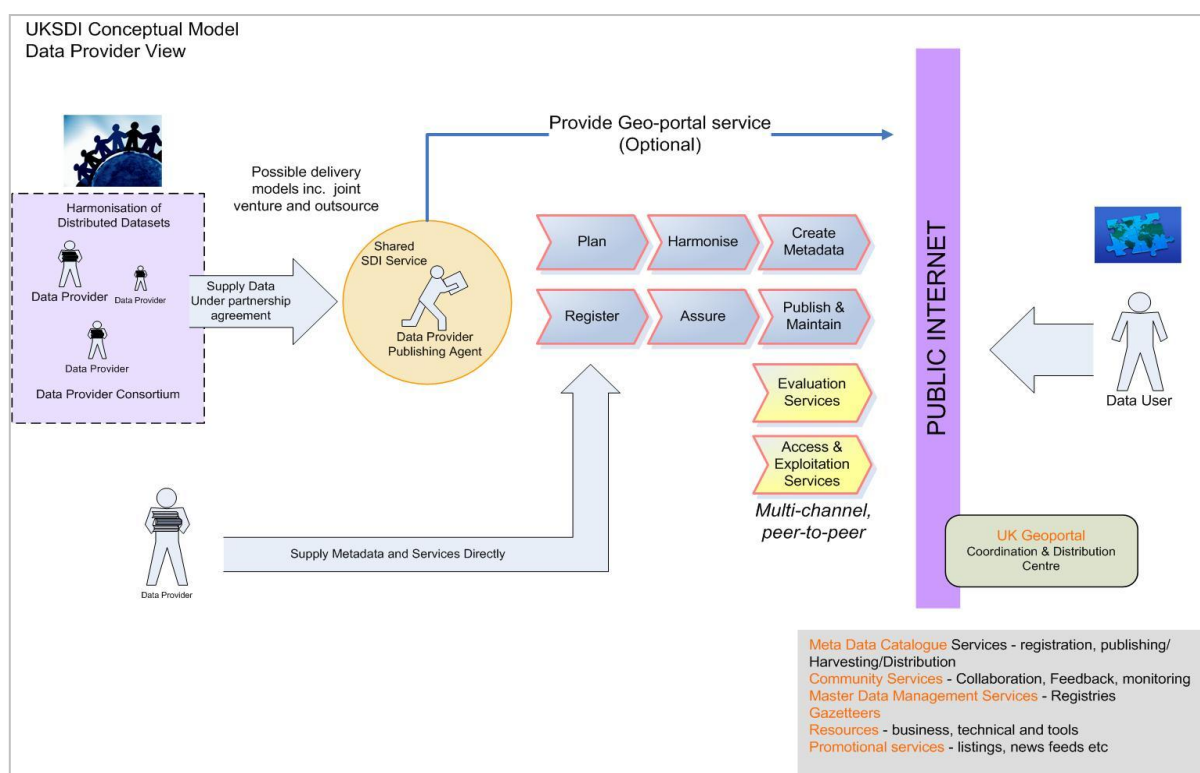 UKSDI Conceptual Model
Data Provider View
Provide Geo-portal service
(Optional)
Possible delivery
models inc. joint
venture and outsource
Harmonisation of
Distributed Datasets
Data Provider
Data Provider
Data Provider
Data Provider Consortium
Supply Data
Under partnership
agreement
Shared
SDI Service
Data Provider
Publishing Agent
Plan
Harmonise
Create
Metadata
Register
Assure
Publish &
Maintain
Evaluation
Services
Access &
Exploitation
Services
Multi-channel,
peer-to-peer
PUBLIC INTERNET
Data User
Supply Metadata and Services Directly
Data Provider
UK Geoportal
Coordination & Distribution
Centre
Meta Data Catalogue Services - registration, publishing/
Harvesting/Distribution
Community Services - Collaboration, Feedback, monitoring
Master Data Management Services - Registries
Gazetteers
Resources - business, technical and tools
Promotional services - listings, news feeds etc